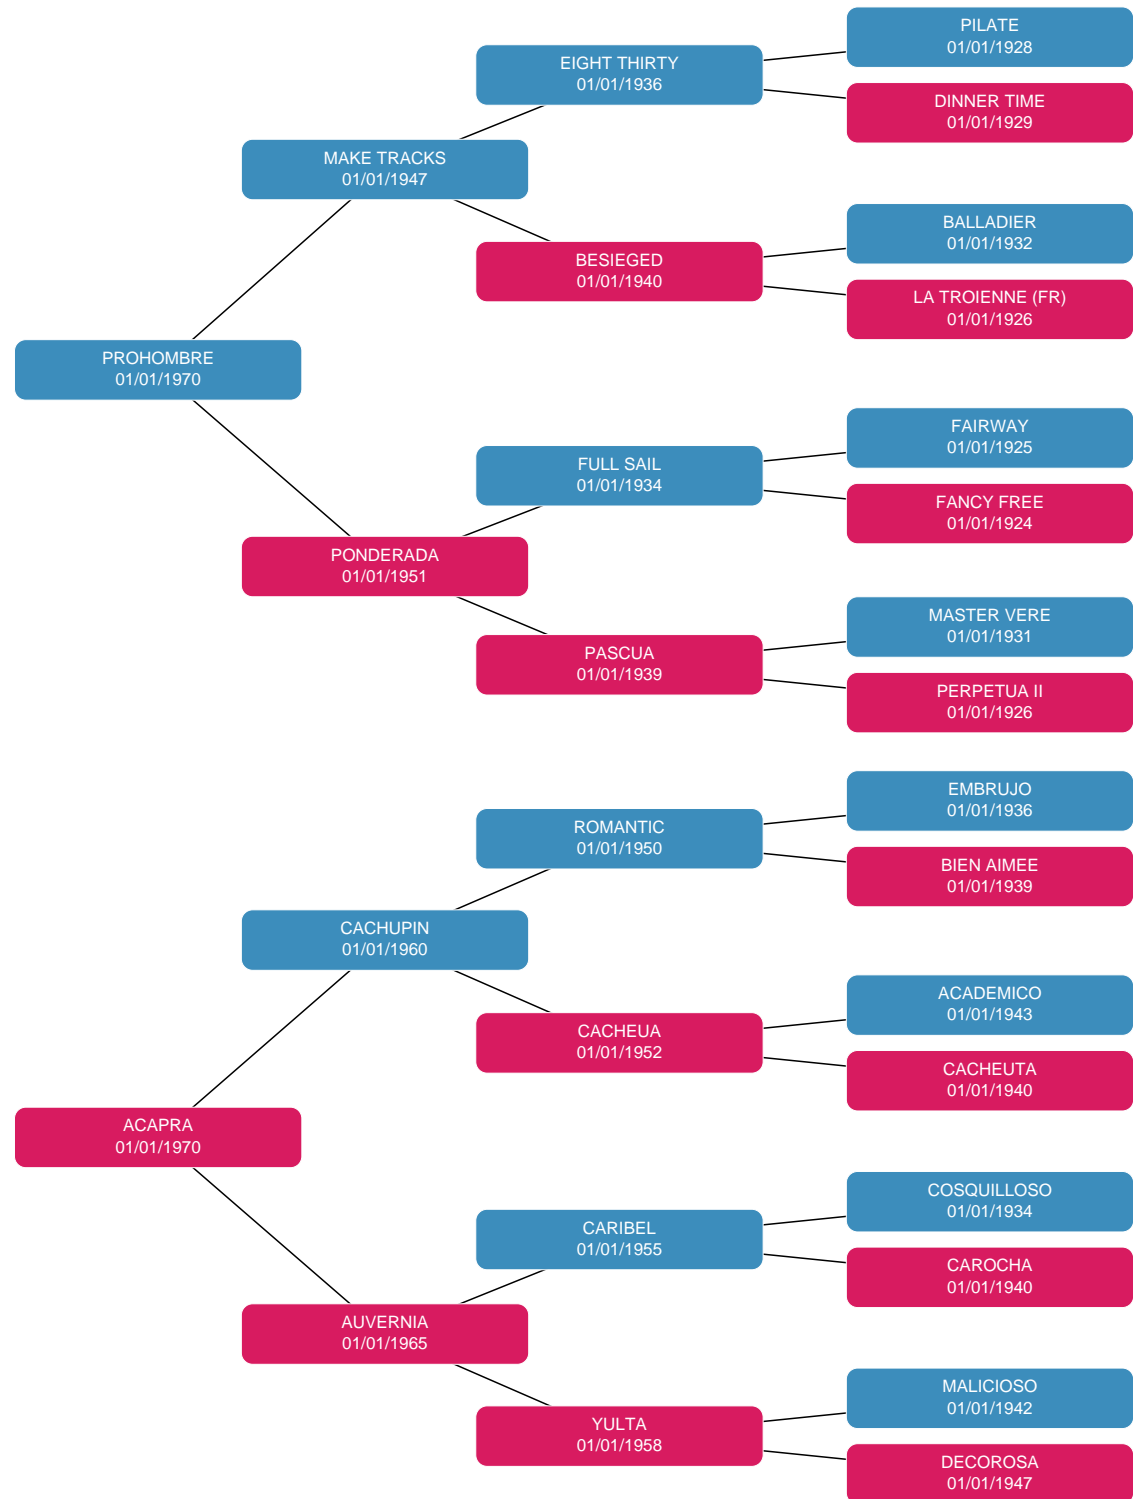 PILATE
01/01/1928
EIGHT THIRTY
01/01/1936
DINNER TIME
01/01/1929
MAKE TRACKS
01/01/1947
BALLADIER
01/01/1932
BESIEGED
01/01/1940
LA TROIENNE (FR)
01/01/1926
PROHOMBRE
01/01/1970
FAIRWAY
01/01/1925
FULL SAIL
01/01/1934
FANCY FREE
01/01/1924
PONDERADA
01/01/1951
MASTER VERE
01/01/1931
PASCUA
01/01/1939
PERPETUA II
01/01/1926
EMBRUJO
01/01/1936
ROMANTIC
01/01/1950
BIEN AIMEE
01/01/1939
CACHUPIN
01/01/1960
ACADEMICO
01/01/1943
CACHEUA
01/01/1952
CACHEUTA
01/01/1940
ACAPRA
01/01/1970
COSQUILLOSO
01/01/1934
CARIBEL
01/01/1955
CAROCHA
01/01/1940
AUVERNIA
01/01/1965
MALICIOSO
01/01/1942
YULTA
01/01/1958
DECOROSA
01/01/1947